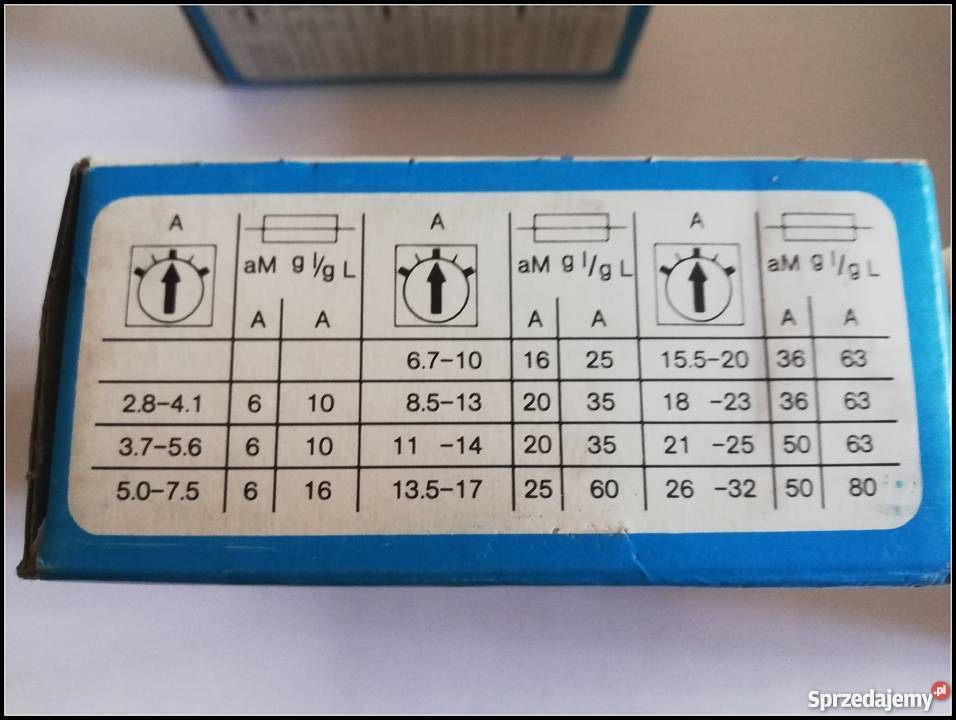 A A A
aM g l/g L aM g l/g L aM g l/g L
A A A A A A
6.7-10 16 25 15.5-20 36 63
2.8-4.1 6 10 8.5-13 20 35 18 -23 36 63
3.7-5.6 6 10 11 -14 20 35 21 -25 50 63
5.0-7.5 6 16 13.5-17 25 60 26 -32 50 80
Sprzedajemy.pl